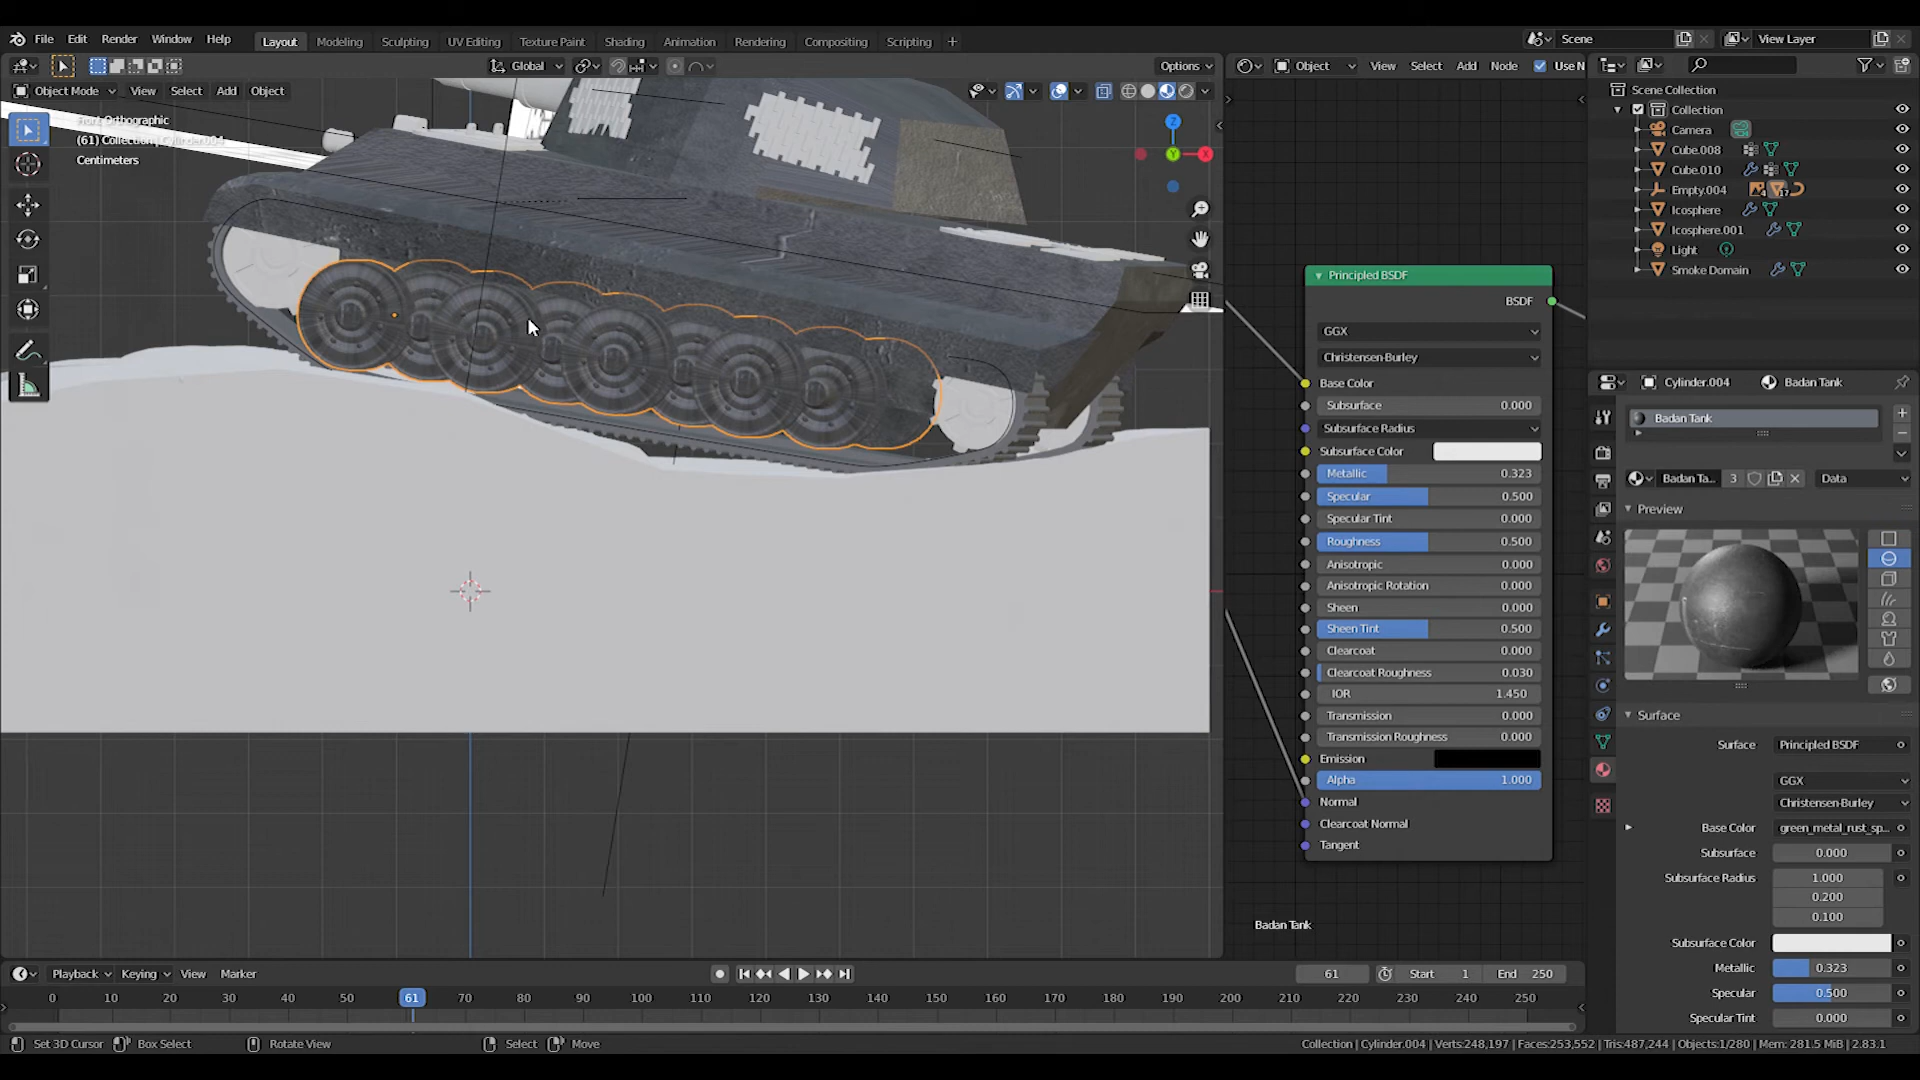 File Edit Render Window Help
Layout Modeling Sculpting UV Editing Texture Paint Shading Animation Rendering Compositing Scripting +
Scene
View Layer
Global
Options
Object
View Select Add Node
Use N
Object Mode View Select Add Object
Front Orthographic
(61) Collection | Cylinder.004
Centimeters
Z
Y
X
Scene Collection
Collection
Camera
Cube.008
Cube.010
Empty.004
17
Icosphere
Icosphere.001
Light
Smoke Domain
Principled BSDF
BSDF
GGX
Christensen-Burley
Base Color
Subsurface 0.000
Subsurface Radius
Subsurface Color
Metallic 0.323
Specular 0.500
Specular Tint 0.000
Roughness 0.500
Anisotropic 0.000
Anisotropic Rotation 0.000
Sheen 0.000
Sheen Tint 0.500
Clearcoat 0.000
Clearcoat Roughness 0.030
IOR 1.450
Transmission 0.000
Transmission Roughness 0.000
Emission
Alpha 1.000
Normal
Clearcoat Normal
Tangent
Badan Tank
Cylinder.004 Badan Tank
Badan Tank
Badan Ta... 3 Data
Preview
Surface
Surface Principled BSDF
GGX
Christensen-Burley
Base Color green_metal_rust_sp...
Subsurface 0.000
Subsurface Radius 1.000
0.200
0.100
Subsurface Color
Metallic 0.323
Specular 0.500
Specular Tint 0.000
Playback Keying View Marker
61 Start 1 End 250
0 10 20 30 40 50 61 70 80 90 100 110 120 130 140 150 160 170 180 190 200 210 220 230 240 250
Set 3D Cursor Box Select Rotate View Select Move
Collection | Cylinder.004 | Verts:248,197 | Faces:253,552 | Tris:487,244 | Objects:1/280 | Mem: 281.5 MiB | 2.83.1